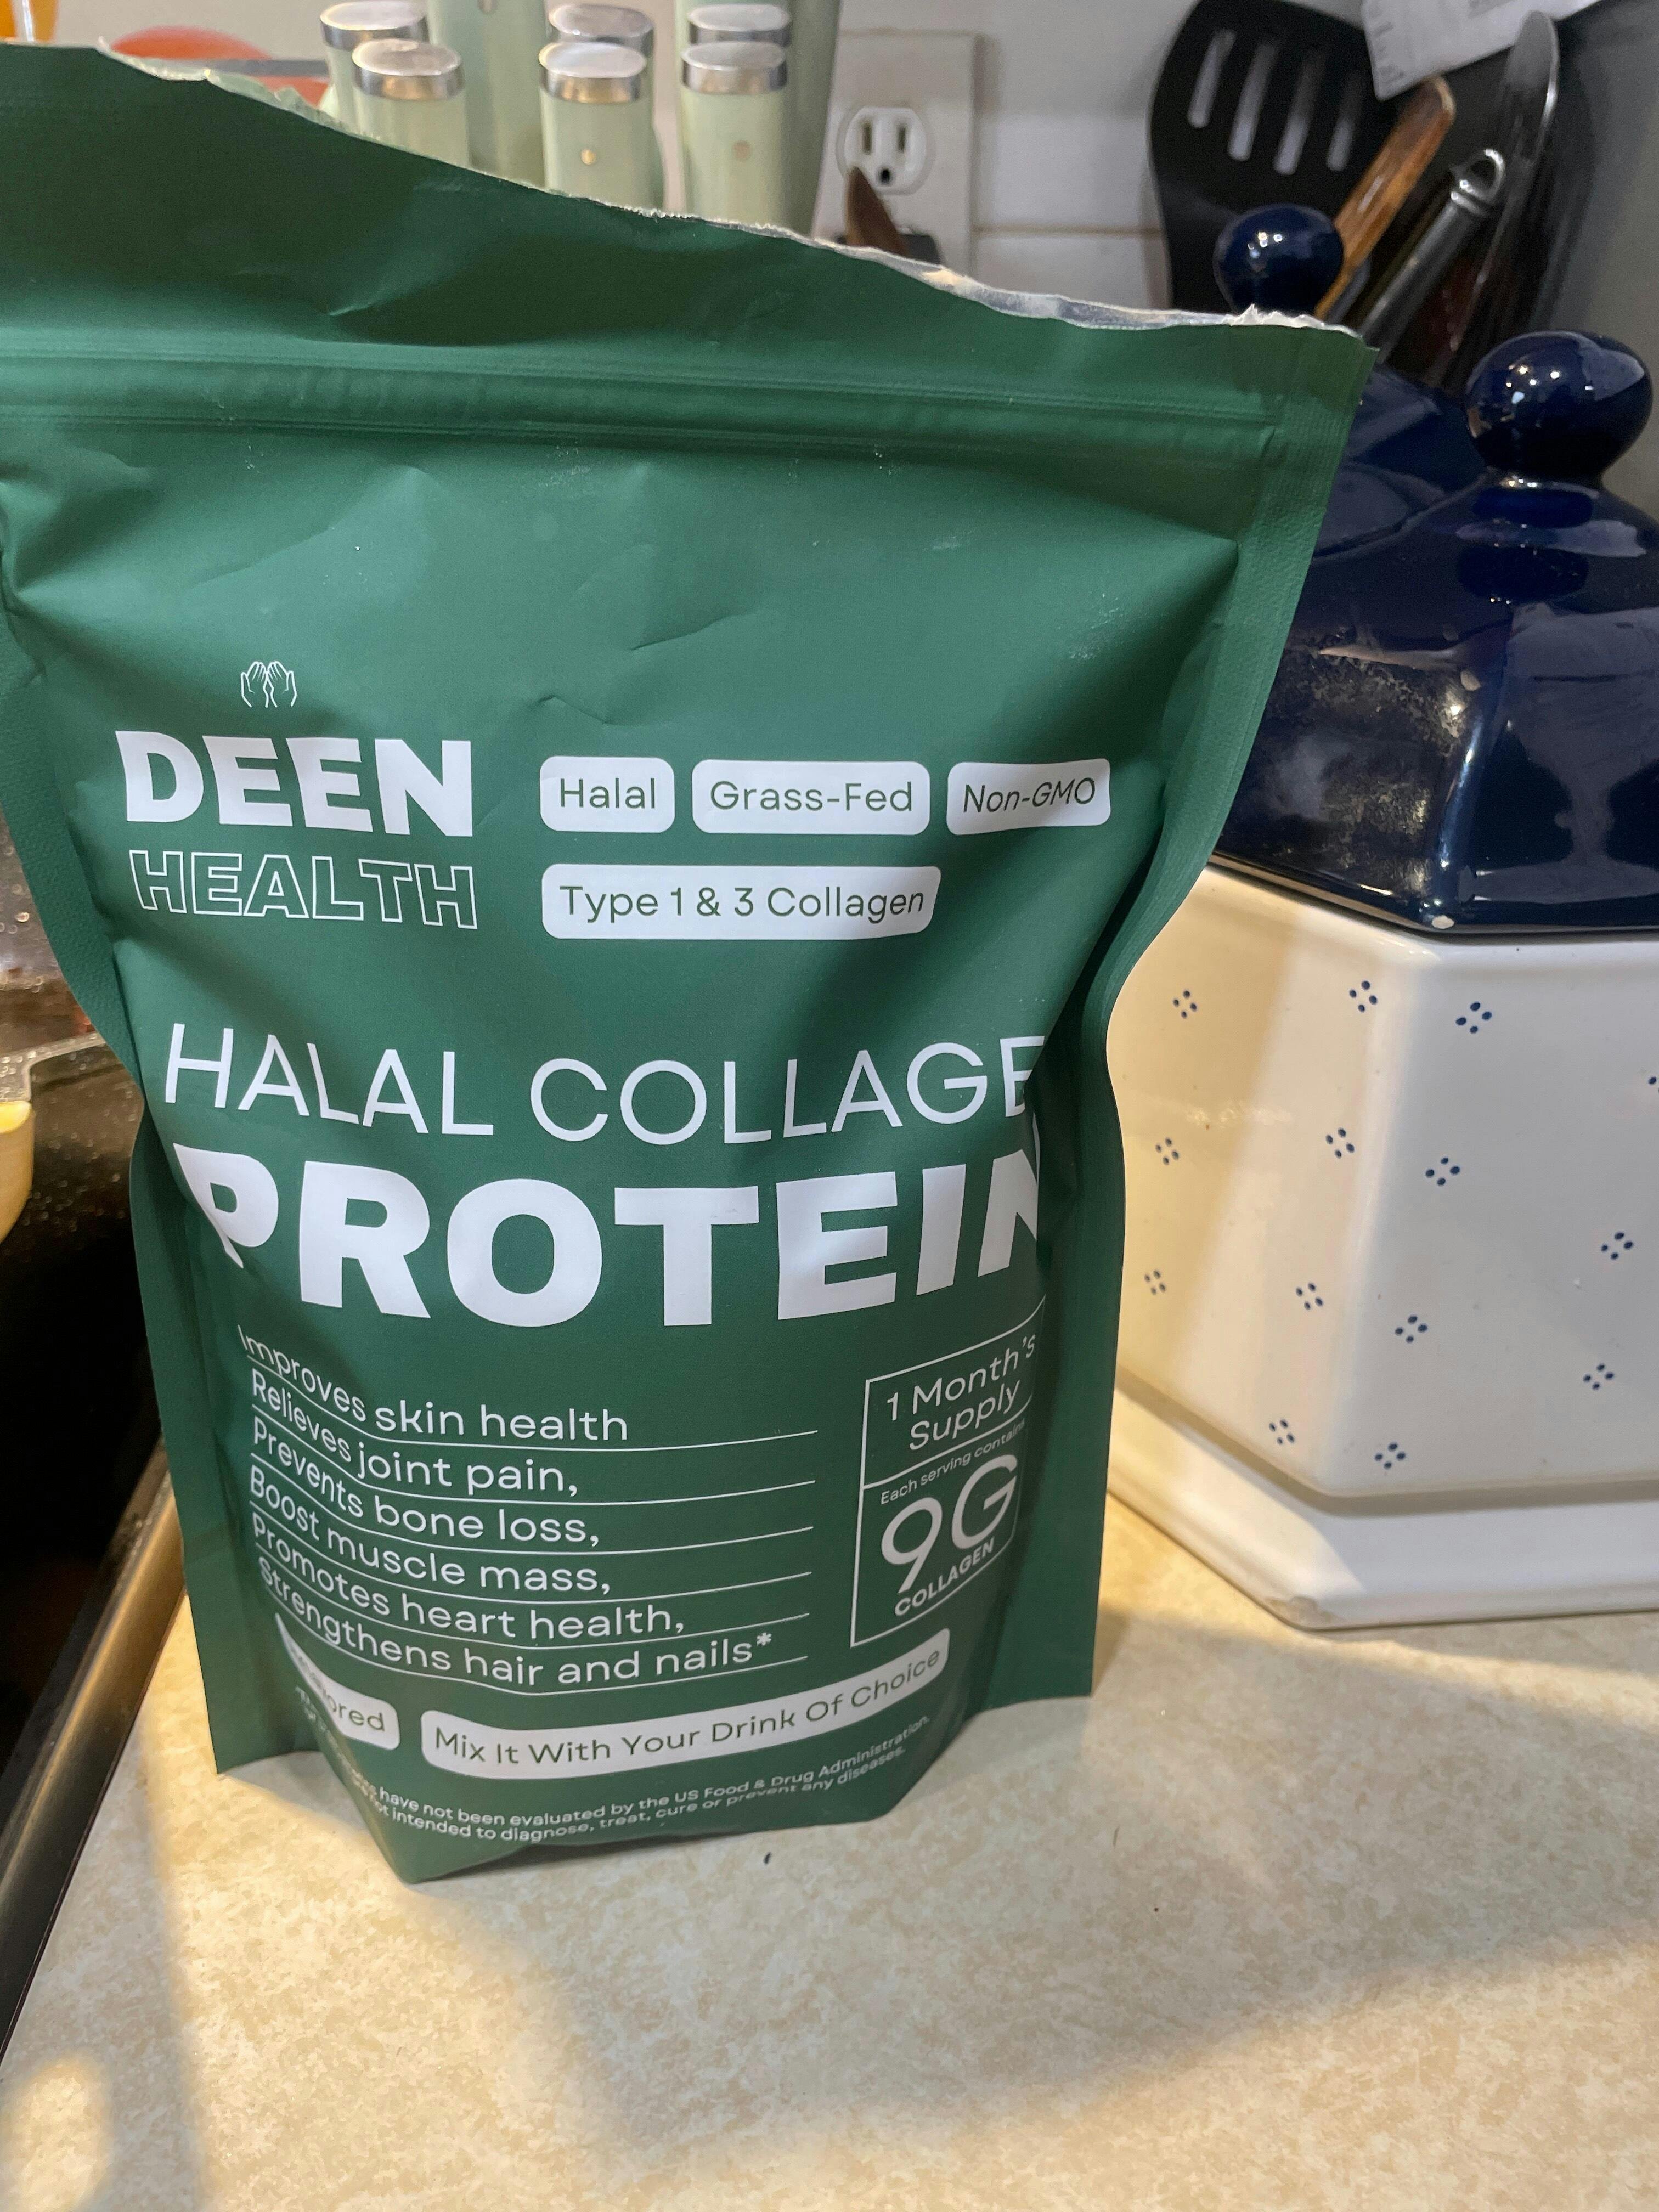 DEEN
HEALTH
Halal
Grass-Fed
Non-GMO
Type 1 & 3 Collagen
HALAL COLLAGE
PROTEIN
Improves skin health
Relieves joint pain,
Prevents bone loss,
Boost muscle mass,
Promotes heart health,
Strengthens hair and nails*
1 Month's
Supply
Each serving contains
9G
COLLAGEN
Mix It With Your Drink Of Choice
have not been evaluated by the US Food & Drug Administration.
intended to diagnose, treat, cure or prevent any diseases.